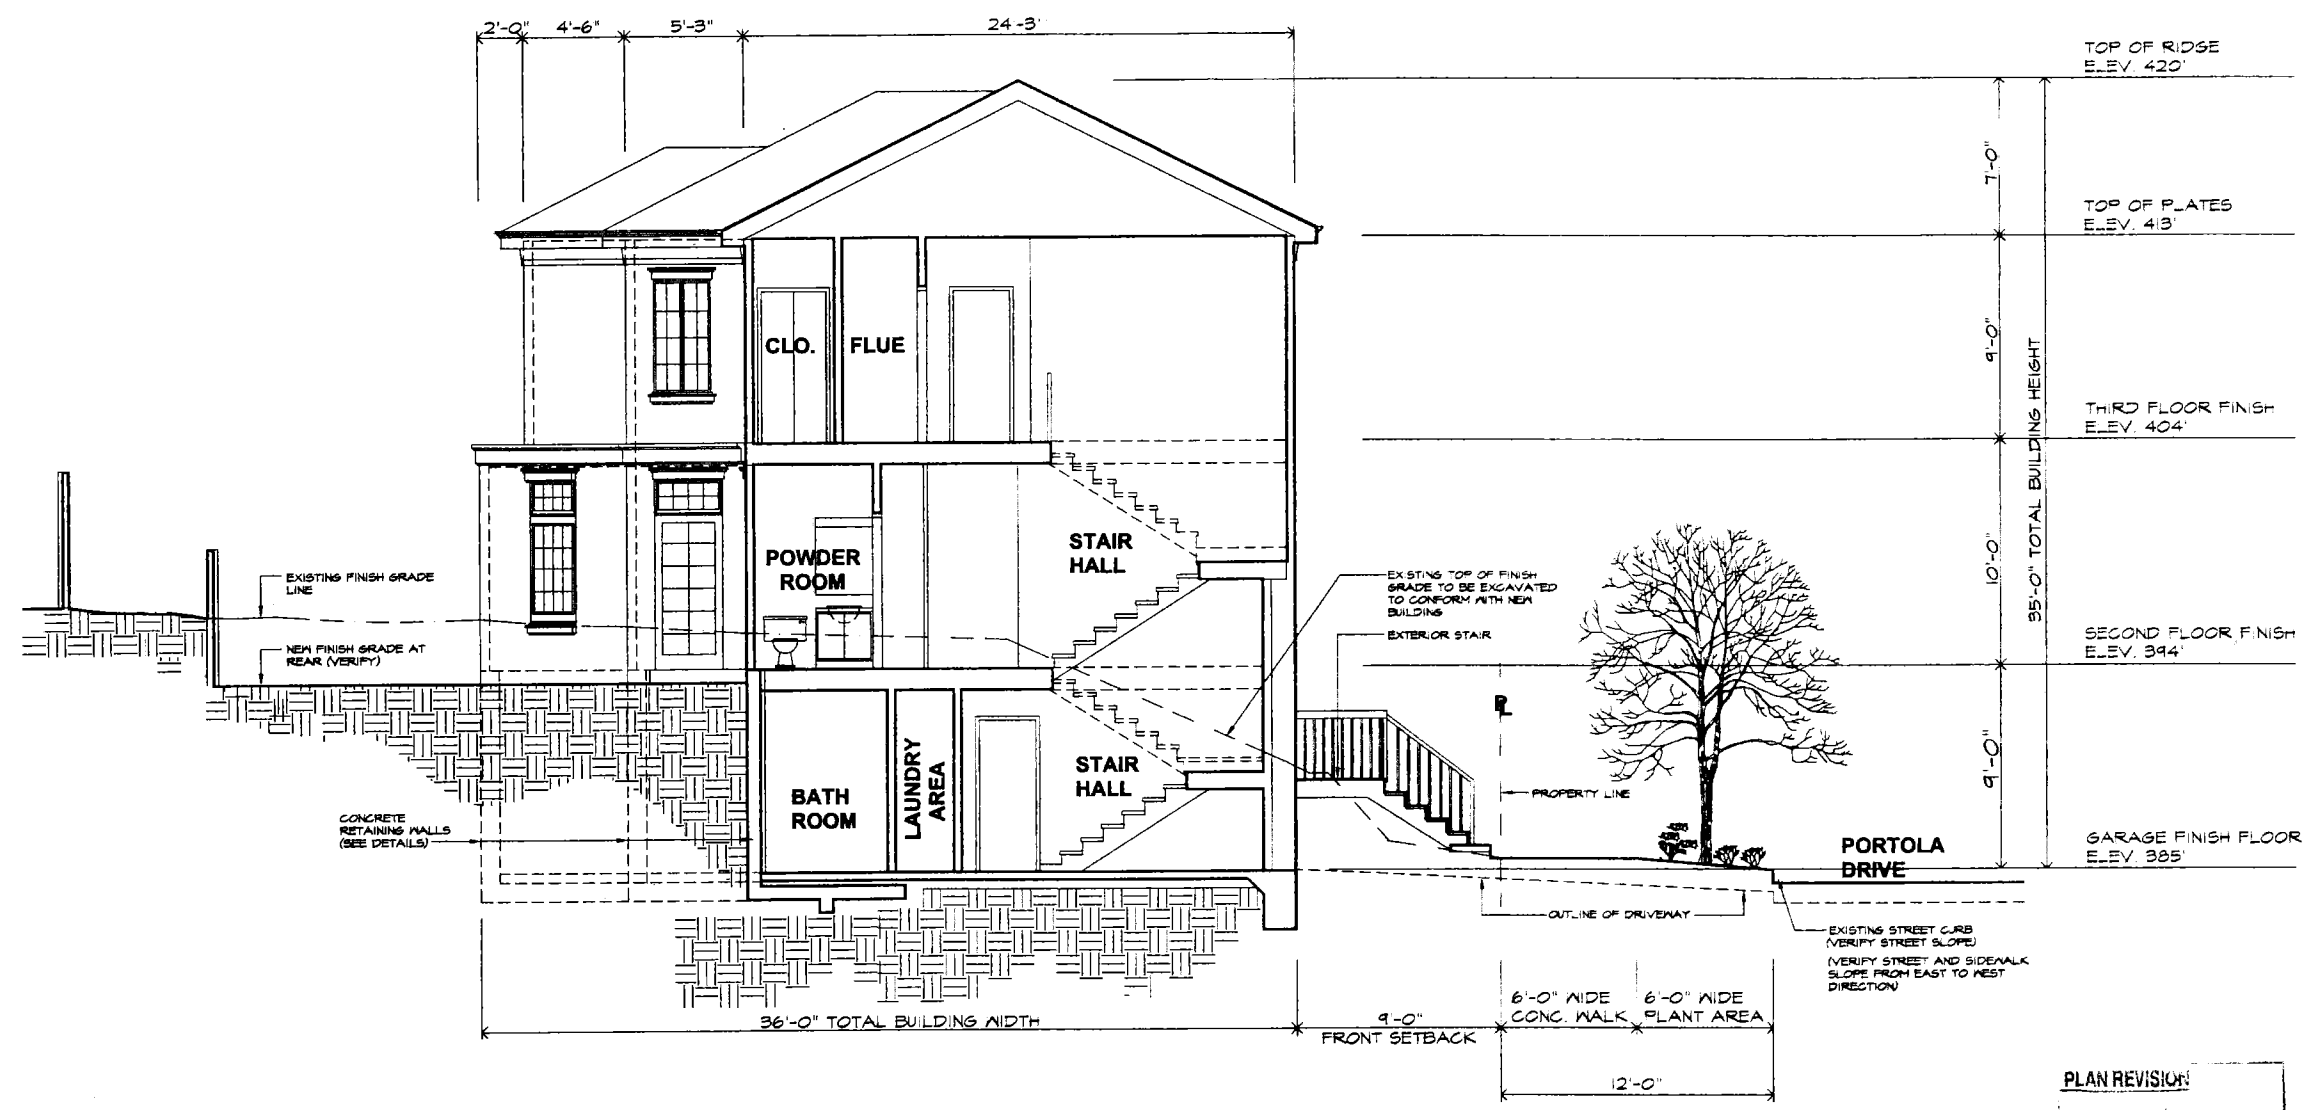 2'-0"
4'-6"
5'-3"
24'-3"
TOP OF RIDGE
ELEV. 420'
7'-0"
TOP OF PLATES
ELEV. 413'
9'-0"
35'-0" TOTAL BUILDING HEIGHT
CLO.
FLUE
THIRD FLOOR FINISH
ELEV. 404'
10'-0"
POWDER
ROOM
STAIR
HALL
EXISTING FINISH GRADE
LINE
EXISTING TOP OF FINISH
GRADE TO BE EXCAVATED
TO CONFORM WITH NEW
BUILDING
EXTERIOR STAIR
SECOND FLOOR FINISH
ELEV. 394'
NEW FINISH GRADE AT
REAR (VERIFY)
PL
9'-0"
BATH
ROOM
LAUNDRY
AREA
STAIR
HALL
PROPERTY LINE
CONCRETE
RETAINING WALLS
(SEE DETAILS)
PORTOLA
DRIVE
GARAGE FINISH FLOOR
ELEV. 385'
OUTLINE OF DRIVEWAY
EXISTING STREET CURB
(VERIFY STREET SLOPE)
(VERIFY STREET AND SIDEWALK
SLOPE FROM EAST TO WEST
DIRECTION)
36'-0" TOTAL BUILDING WIDTH
9'-0"
FRONT SETBACK
6'-0" WIDE
CONC. WALK
6'-0" WIDE
PLANT AREA
12'-0"
PLAN REVISION